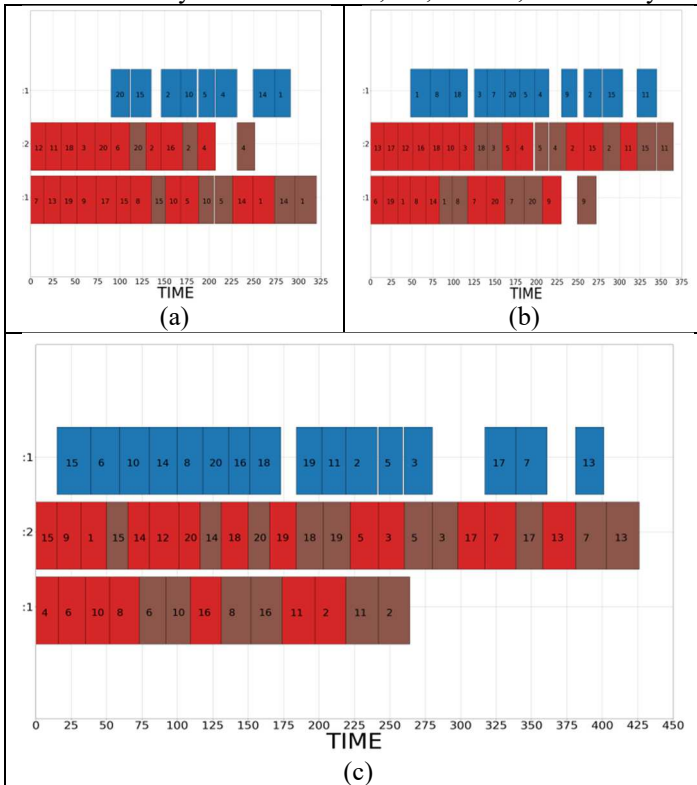 :1 20 15 2 10 5 4 14 1
:2 12 11 18 3 20 6 20 2 16 2 4 4
:1 7 13 19 9 17 15 8 15 10 5 10 5 14 1 14 1
0 25 50 75 100 125 150 175 200 225 250 275 300 325
TIME
(a)
:1 1 8 18 3 7 20 5 4 9 2 15 11
:2 13 17 12 16 18 10 3 18 3 5 4 5 4 2 15 2 11 15 11
:1 6 19 1 8 14 1 8 7 20 7 20 9 9
0 25 50 75 100 125 150 175 200 225 250 275 300 325 350 375
TIME
(b)
:1 15 6 10 14 8 20 16 18 19 11 2 5 3 17 7 13
:2 15 9 1 15 14 12 20 14 18 20 19 18 19 5 3 5 3 17 7 17 13 7 13
:1 4 6 10 8 6 10 16 8 16 11 2 11 2
0 25 50 75 100 125 150 175 200 225 250 275 300 325 350 375 400 425 450
TIME
(c)